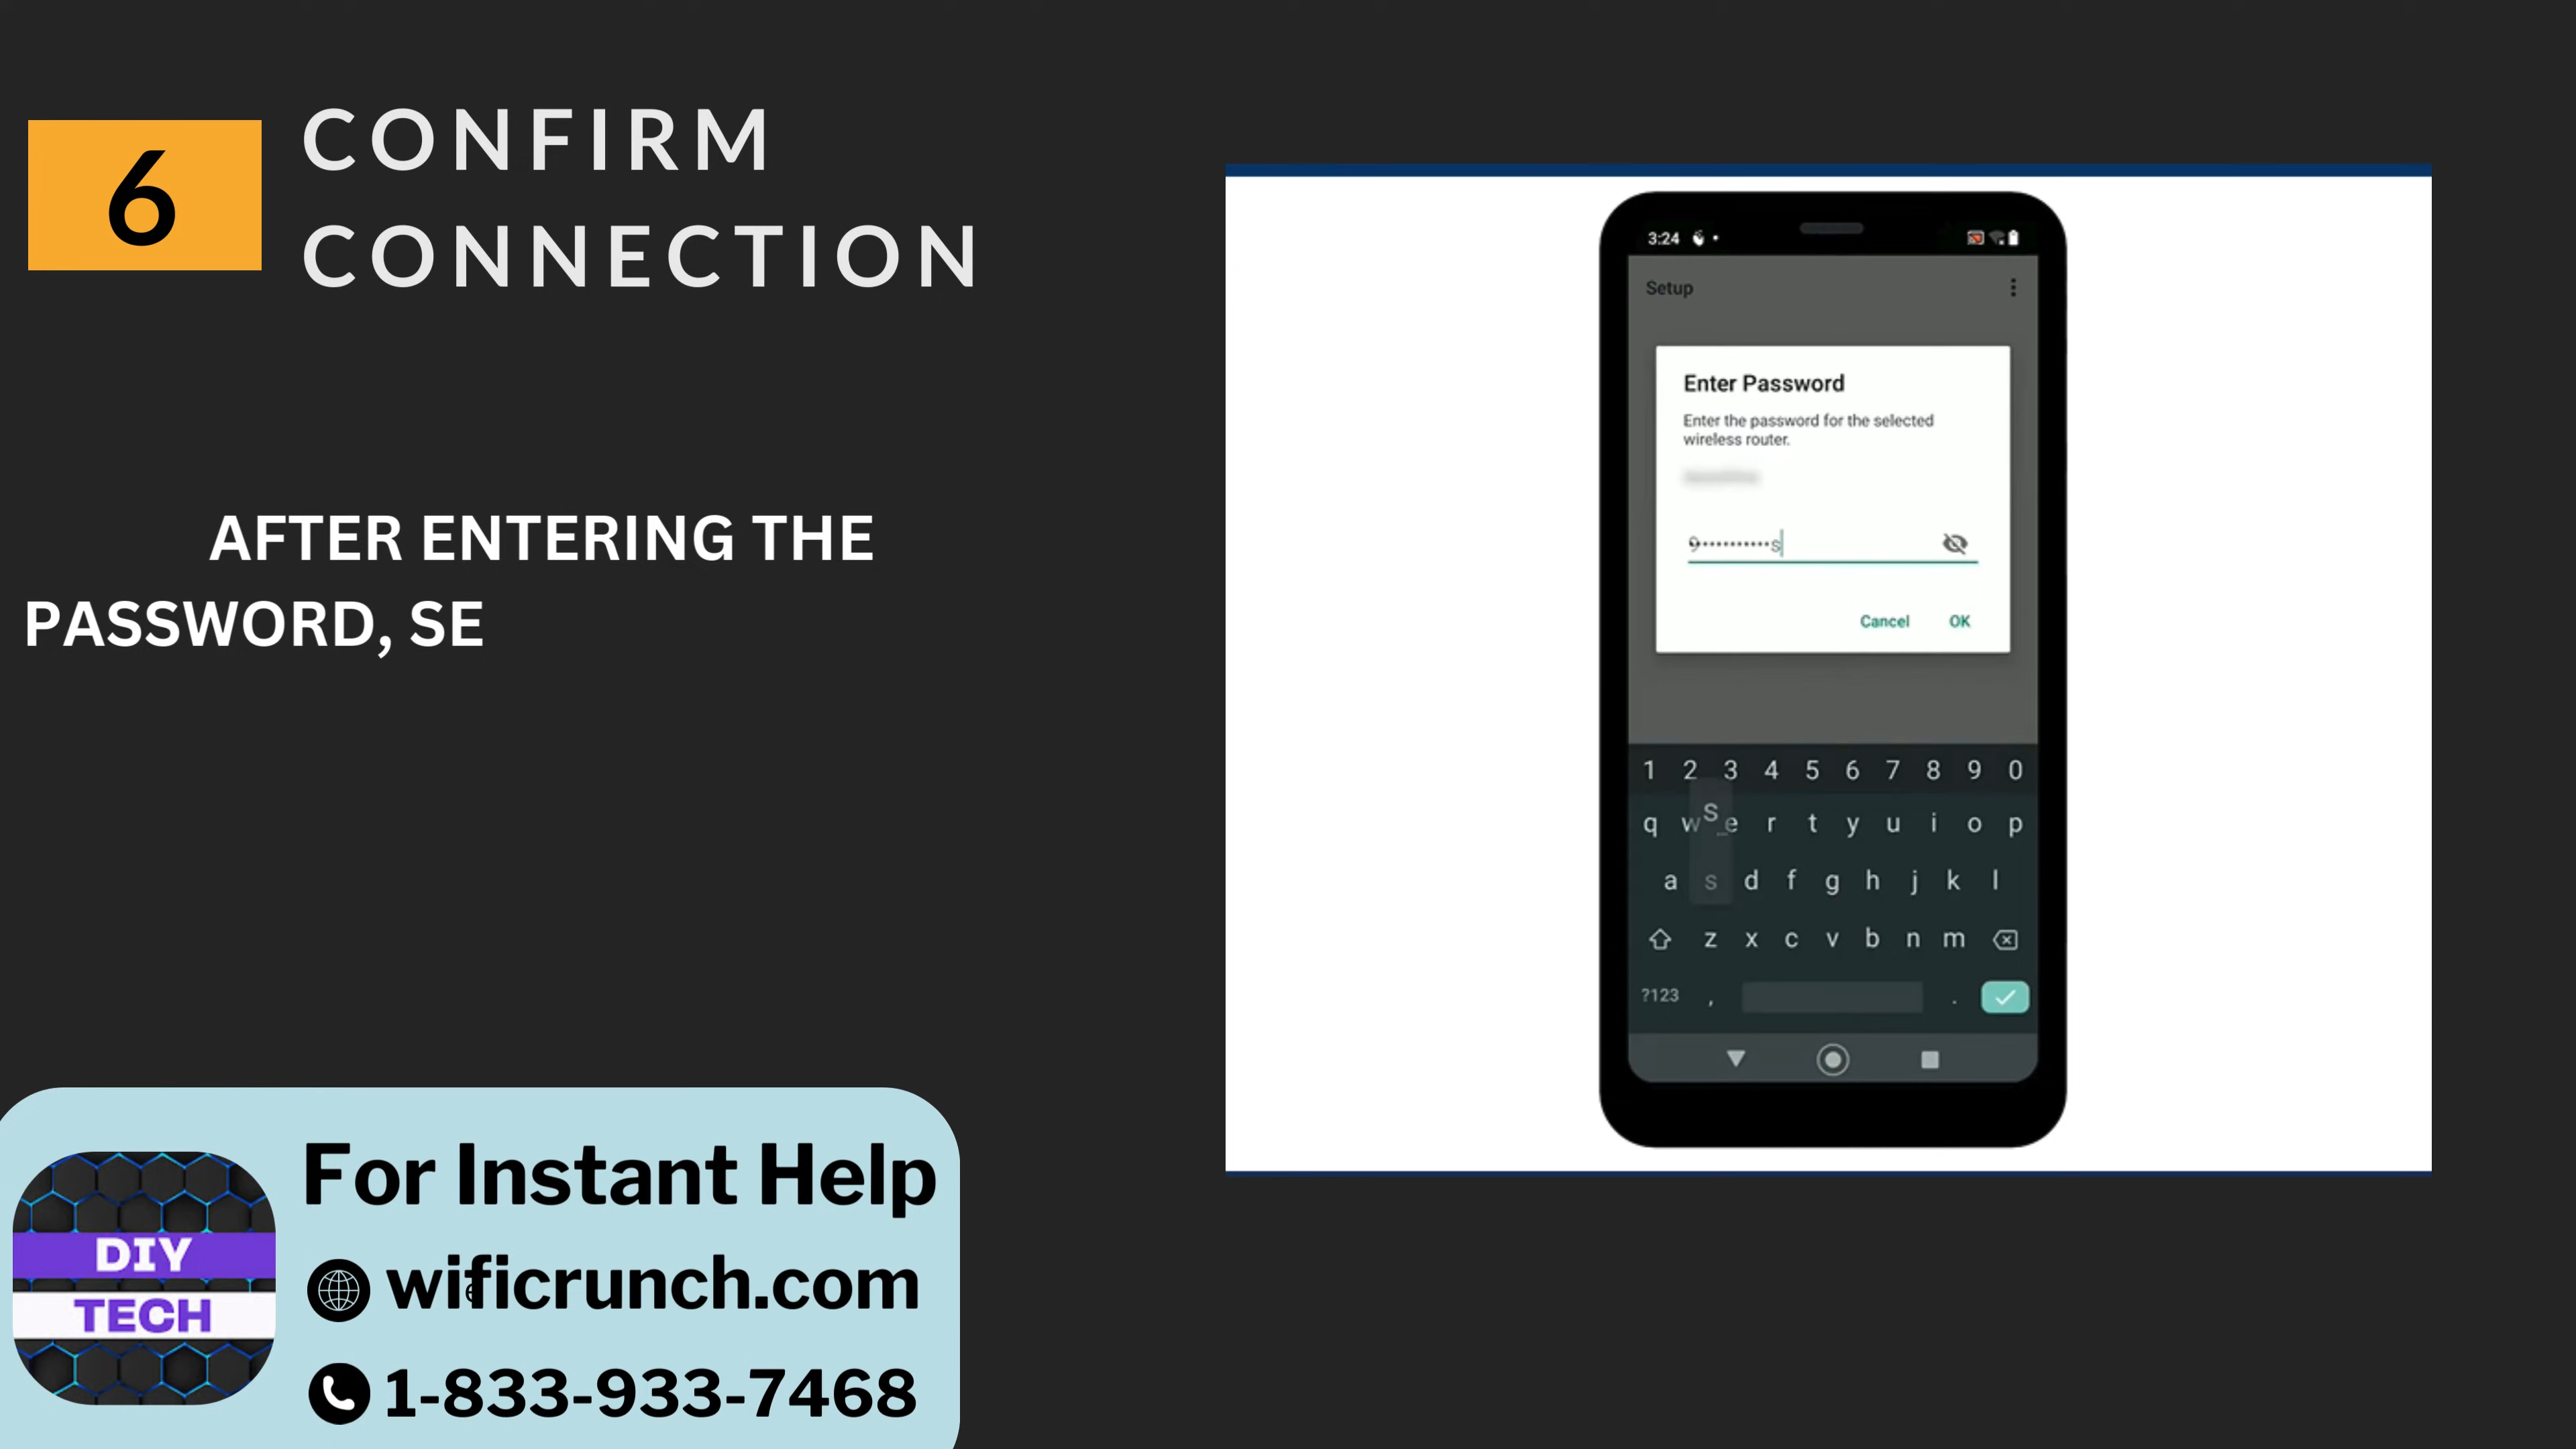 6
CONFIRM
CONNECTION
AFTER ENTERING THE
PASSWORD, SE
3:24
Setup
Enter Password
Enter the password for the selected
wireless router.
9••••••••••s
Cancel OK
1 2 3 4 5 6 7 8 9 0
q w s e r t y u i o p
a s d f g h j k l
z x c v b n m
?123 , .
For Instant Help
DIY
TECH
wificrunch.com
1-833-933-7468